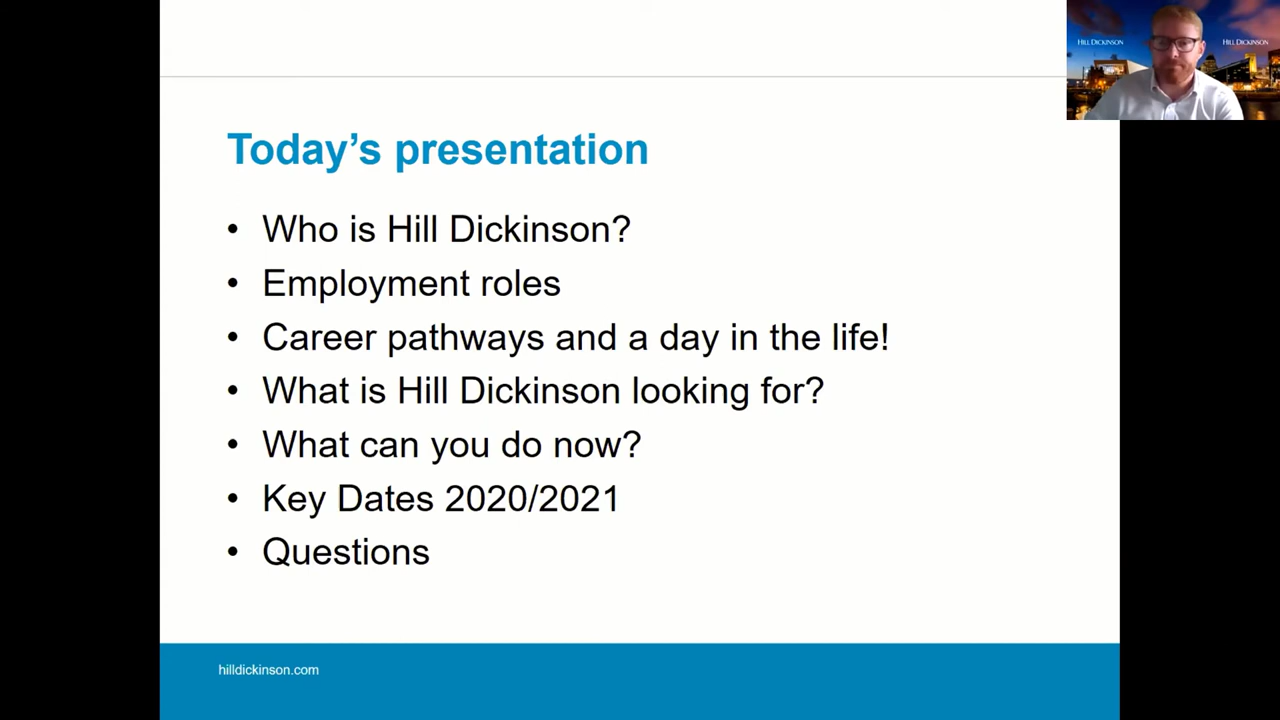 Today's presentation
• Who is Hill Dickinson?
• Employment roles
• Career pathways and a day in the life!
• What is Hill Dickinson looking for?
• What can you do now?
• Key Dates 2020/2021
• Questions
hilldickinson.com
HILL DICKINSON
HILL DICKINSON